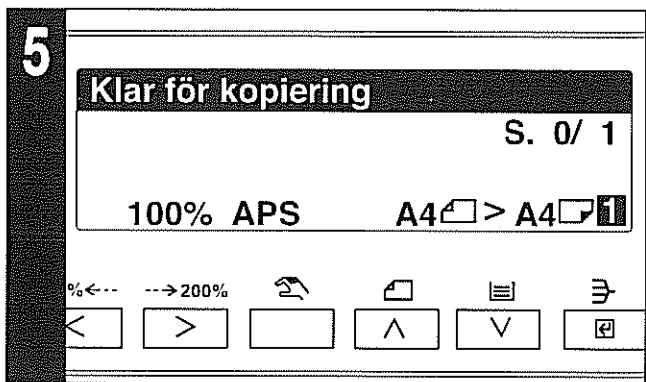 5
Klar för kopiering
S. 0/ 1
100% APS A4 > A4 1
%←--- --→200%
< > ∧ ∨ ↵